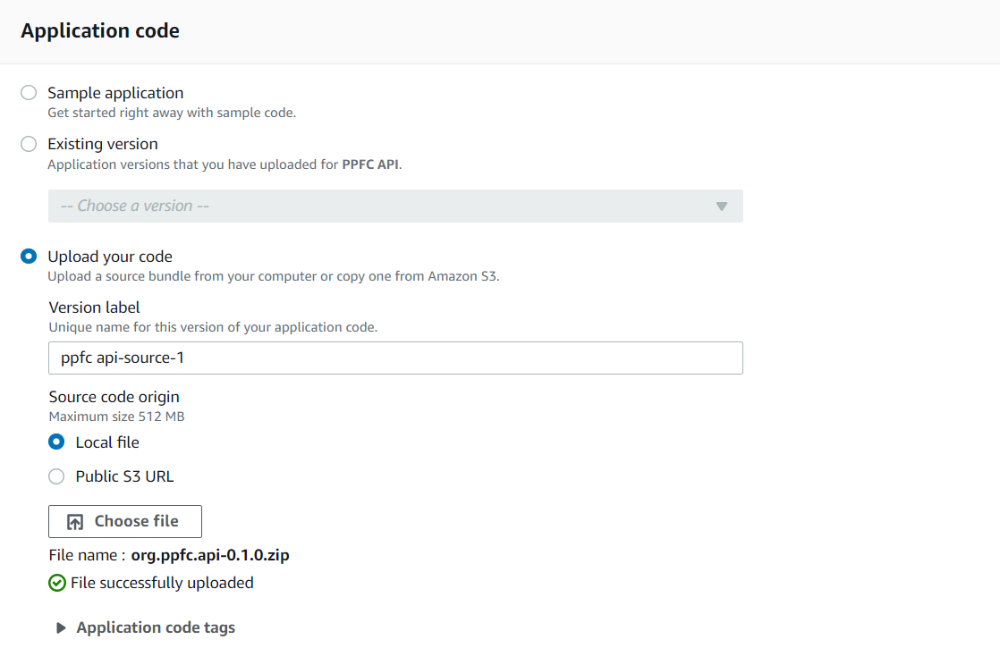 Application code
Sample application
Get started right away with sample code.
Existing version
Application versions that you have uploaded for PPFC API.
-- Choose a version --
Upload your code
Upload a source bundle from your computer or copy one from Amazon S3.
Version label
Unique name for this version of your application code.
ppfc api-source-1
Source code origin
Maximum size 512 MB
Local file
Public S3 URL
Choose file
File name : org.ppfc.api-0.1.0.zip
File successfully uploaded
Application code tags